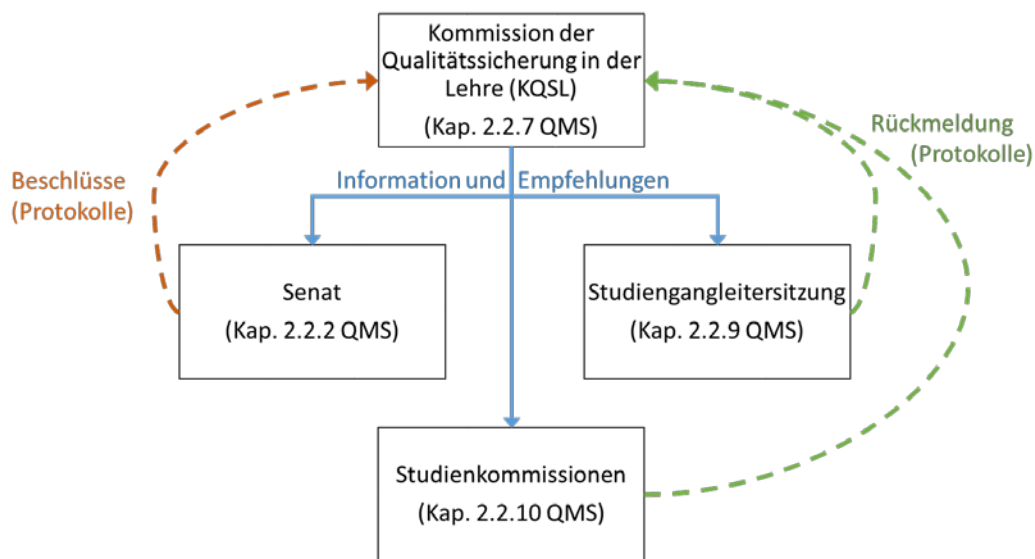 Kommission der
Qualitätssicherung in der
Lehre (KQSL)
(Kap. 2.2.7 QMS)
Rückmeldung
(Protokolle)
Beschlüsse
(Protokolle)
Information und Empfehlungen
Senat
(Kap. 2.2.2 QMS)
Studiengangleitersitzung
(Kap. 2.2.9 QMS)
Studienkommissionen
(Kap. 2.2.10 QMS)